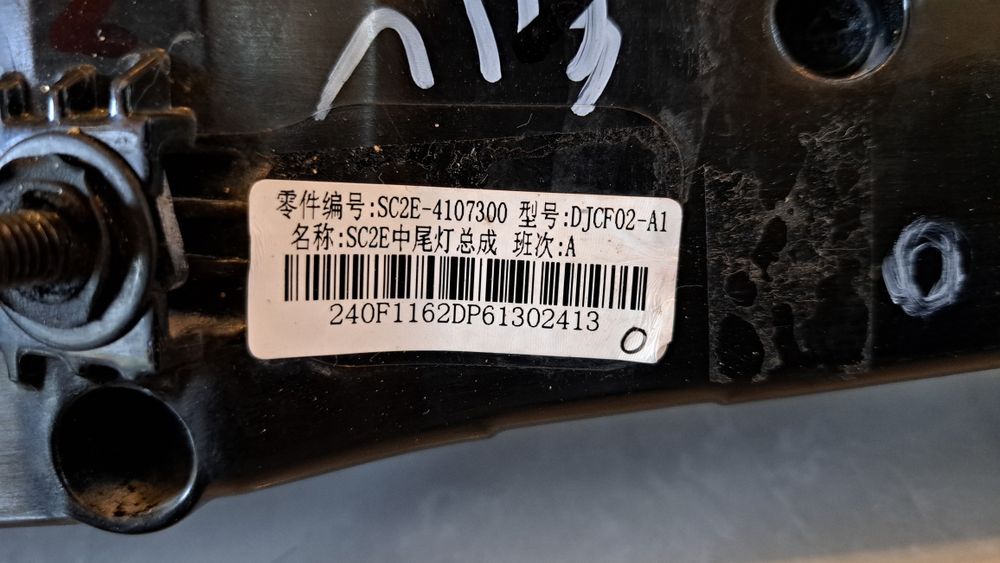 零件编号:SC2E-4107300 型号:DJCF02-A1
名称:SC2E中尾灯总成 班次:A
240F1162DP61302413